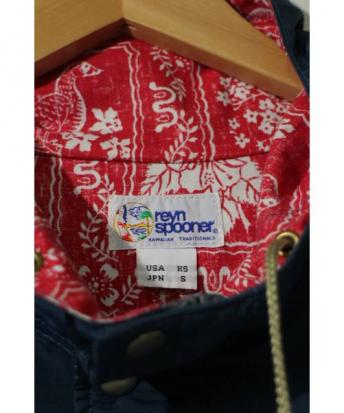 reyn
spooner®
HAWAIIAN TRADITIONALS
USA XS
JPN S